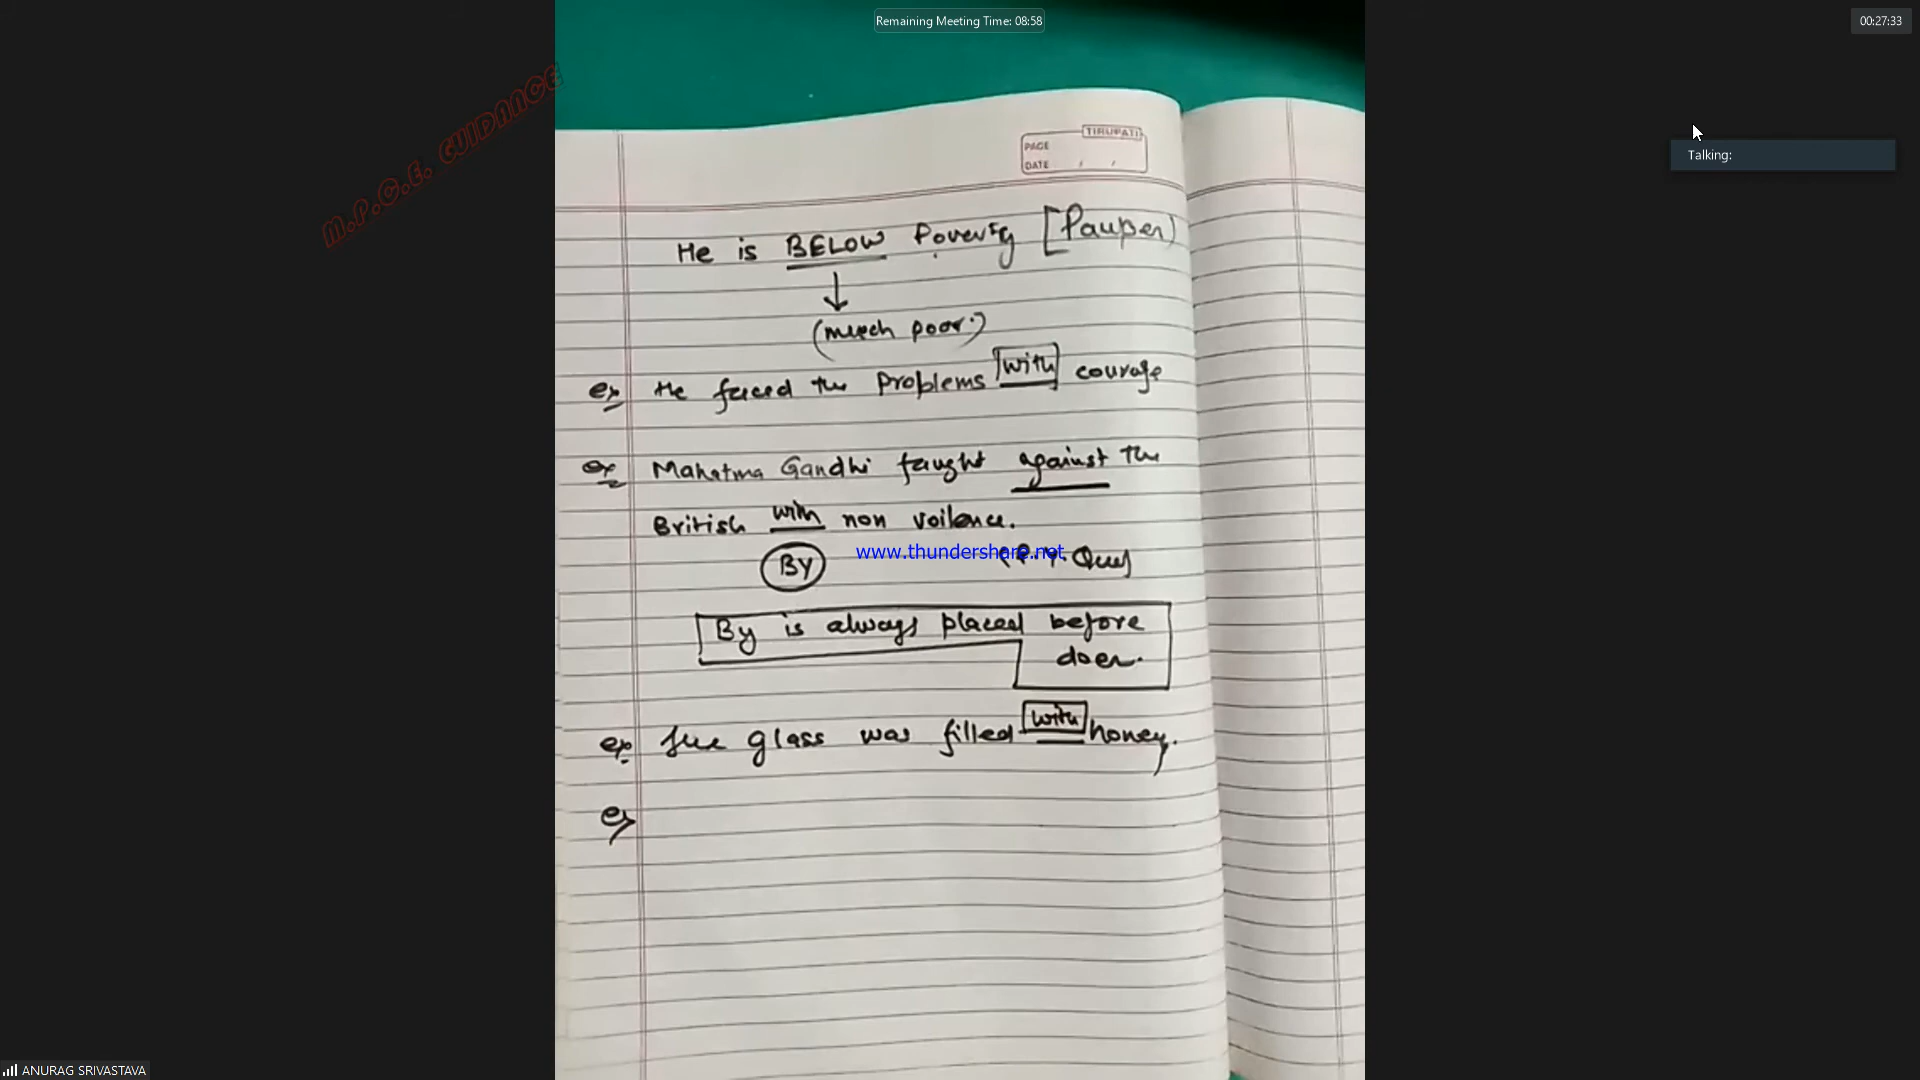 Remaining Meeting Time: 08:58
00:27:33
M.P.C.E. GUIDANCE
Talking:
TIRUPATI
PAGE
DATE / /
He is BELOW Poverty [Pauper)
(much poor.)
ex He faced the Problems with courage
ex Mahatma Gandhi faught against the
British with non voilence.
www.thundershare.net
By (P.Y. Ques)
By is always placed before
doer.
ex The glass was filled with honey.
ex
ANURAG SRIVASTAVA